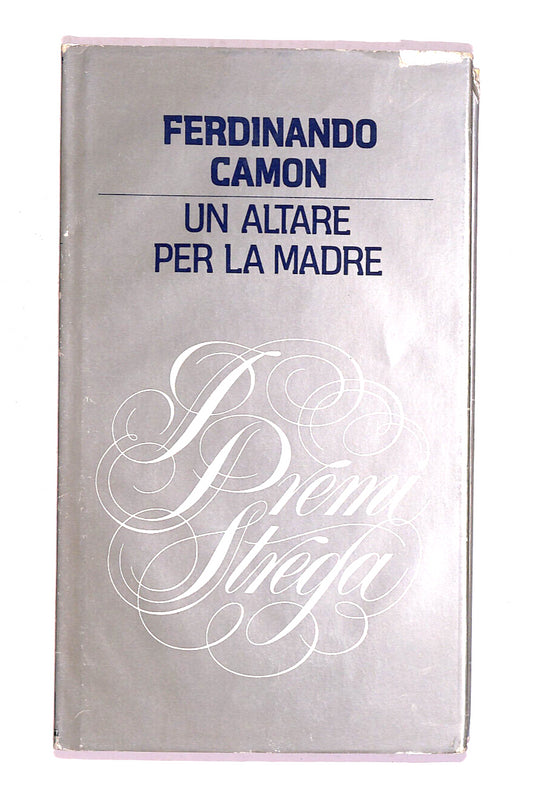 FERDINANDO
CAMON
UN ALTARE
PER LA MADRE
I
Premi
Strega